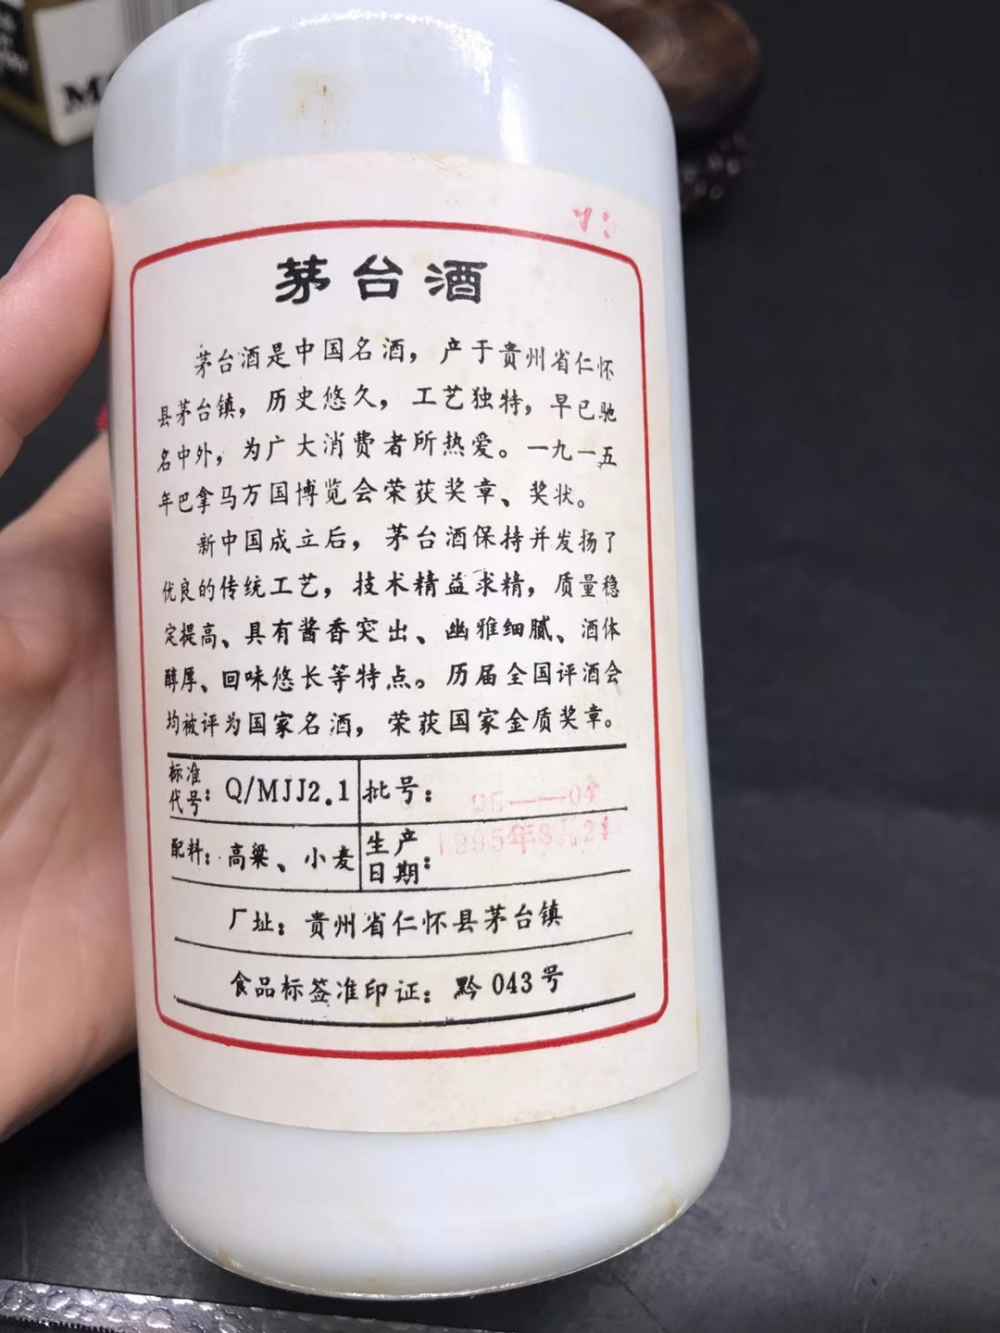 茅台酒
茅台酒是中国名酒，产于贵州省仁怀
县茅台镇，历史悠久，工艺独特，早已驰
名中外，为广大消费者所热爱。一九一五
年巴拿马万国博览会荣获奖章、奖状。
新中国成立后，茅台酒保持并发扬了
优良的传统工艺，技术精益求精，质量稳
定提高、具有酱香突出、幽雅细腻、酒体
醇厚、回味悠长等特点。历届全国评酒会
均被评为国家名酒，荣获国家金质奖章。
标准代号：Q/MJJ2.1 批号：
配料：高粱、小麦 生产日期：1995年
厂址：贵州省仁怀县茅台镇
食品标签准印证：黔043号